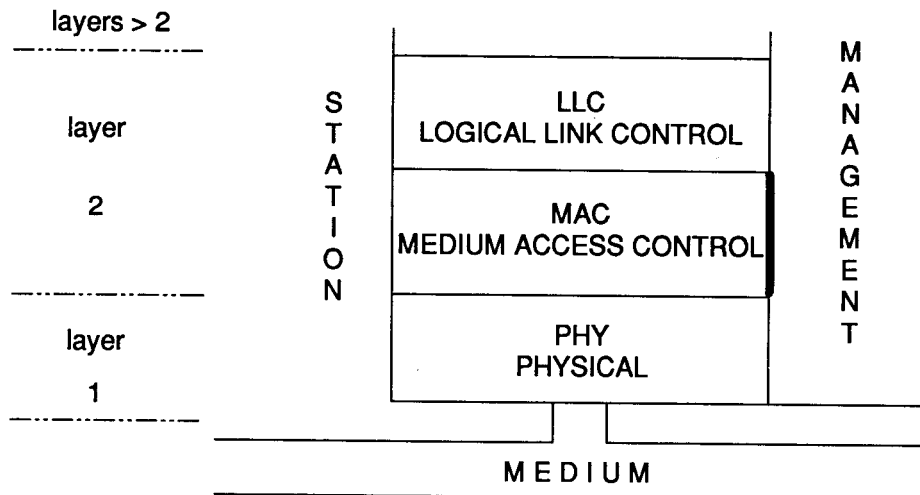 layers > 2
layer
2
layer
1
STATION
LLC
LOGICAL LINK CONTROL
MAC
MEDIUM ACCESS CONTROL
PHY
PHYSICAL
MANAGEMENT
MEDIUM